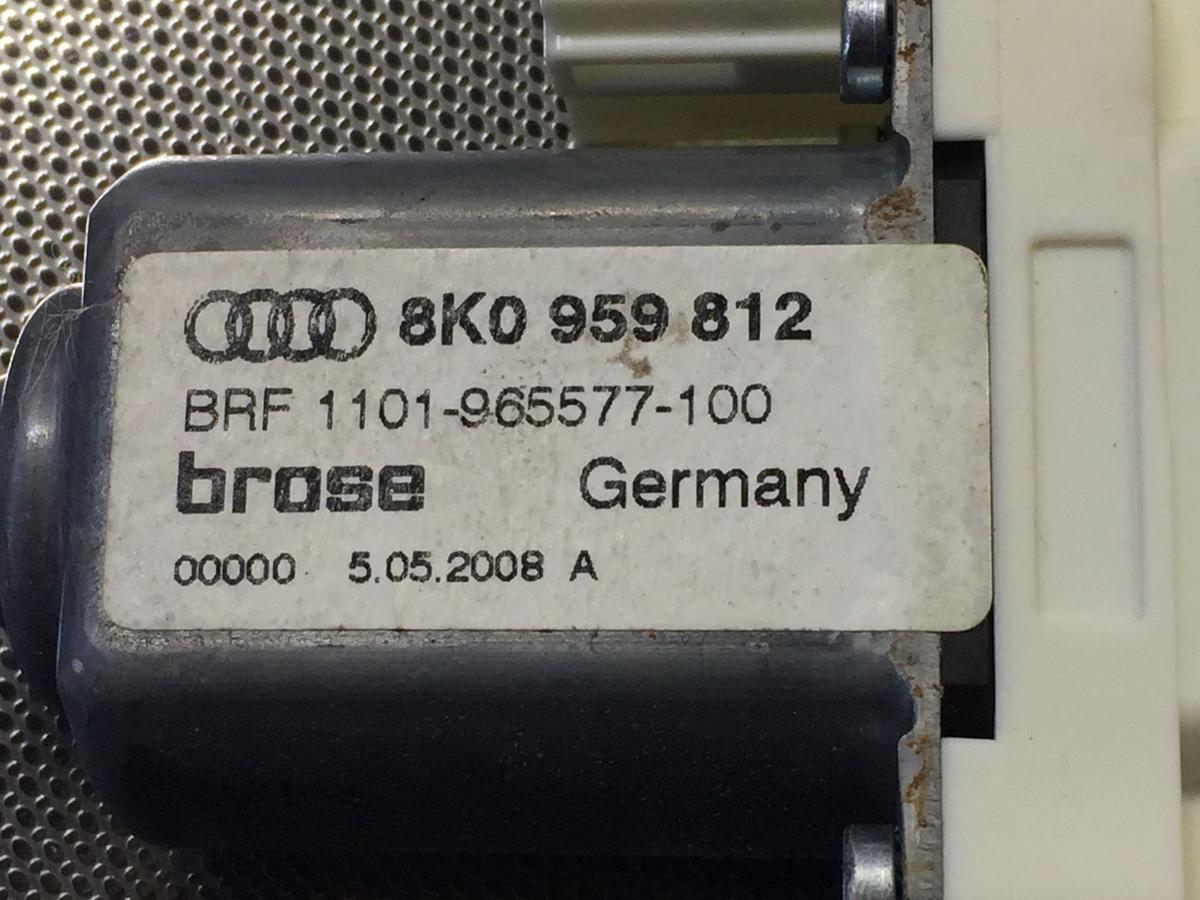 8K0 959 812
BRF 1101-965577-100
brose Germany
00000 5.05.2008 A